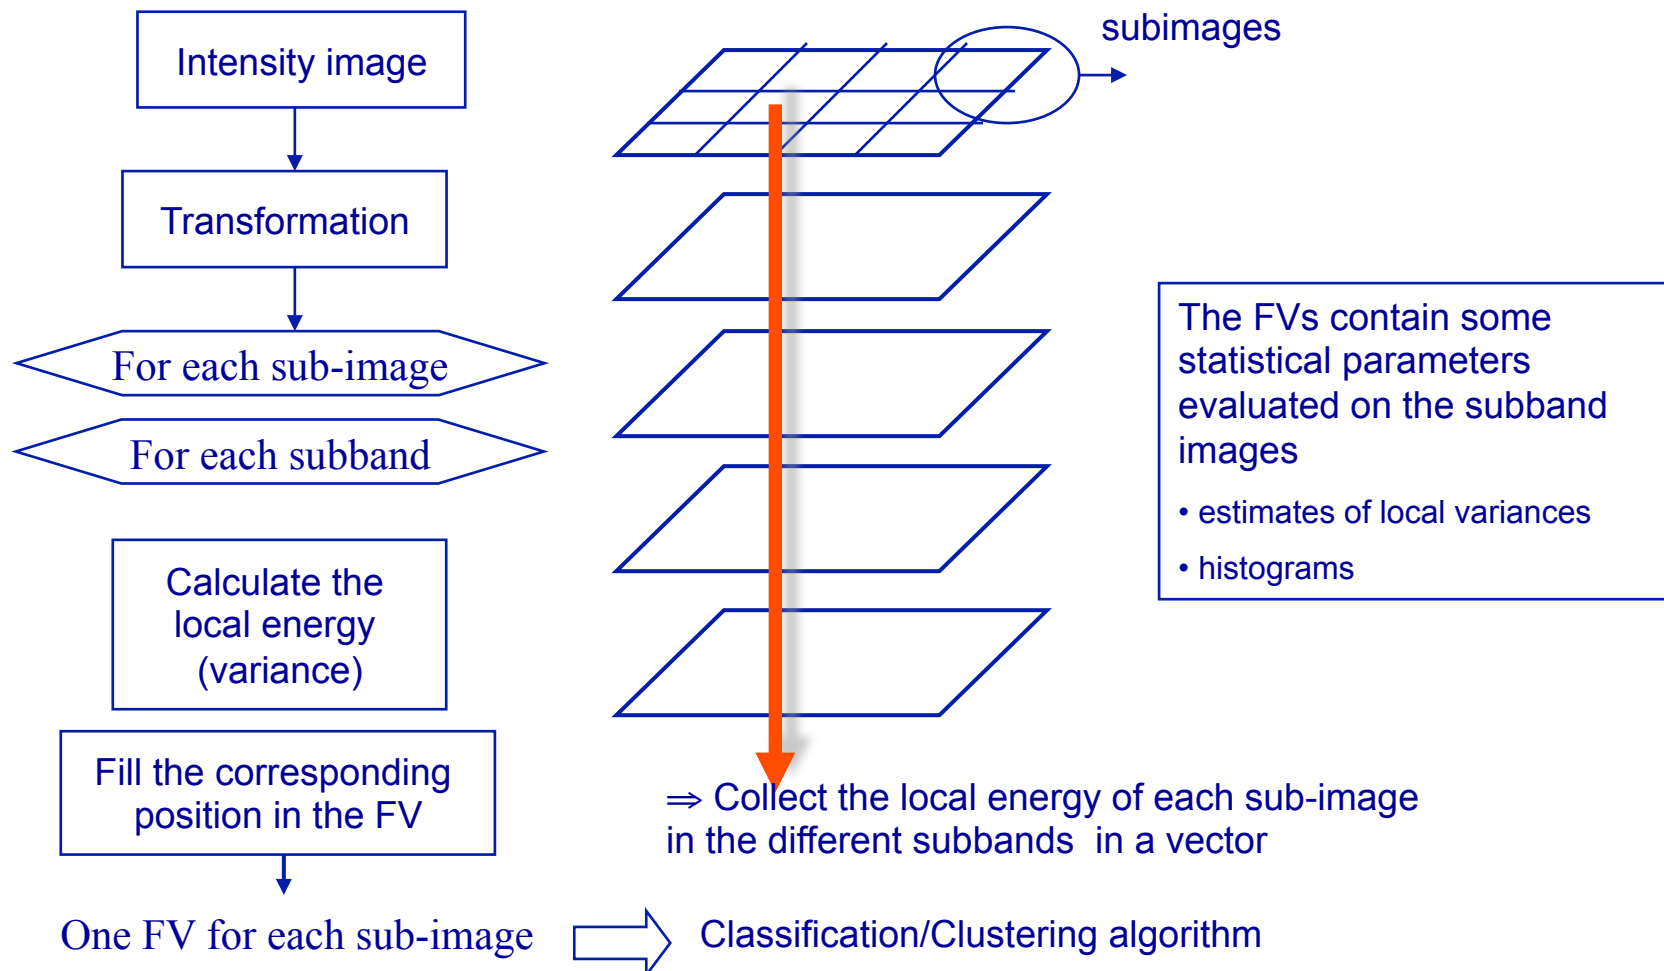 Intensity image
Transformation
For each sub-image
For each subband
Calculate the
local energy
(variance)
Fill the corresponding
position in the FV
One FV for each sub-image
subimages
⇒ Collect the local energy of each sub-image
in the different subbands in a vector
Classification/Clustering algorithm
The FVs contain some
statistical parameters
evaluated on the subband
images
• estimates of local variances
• histograms